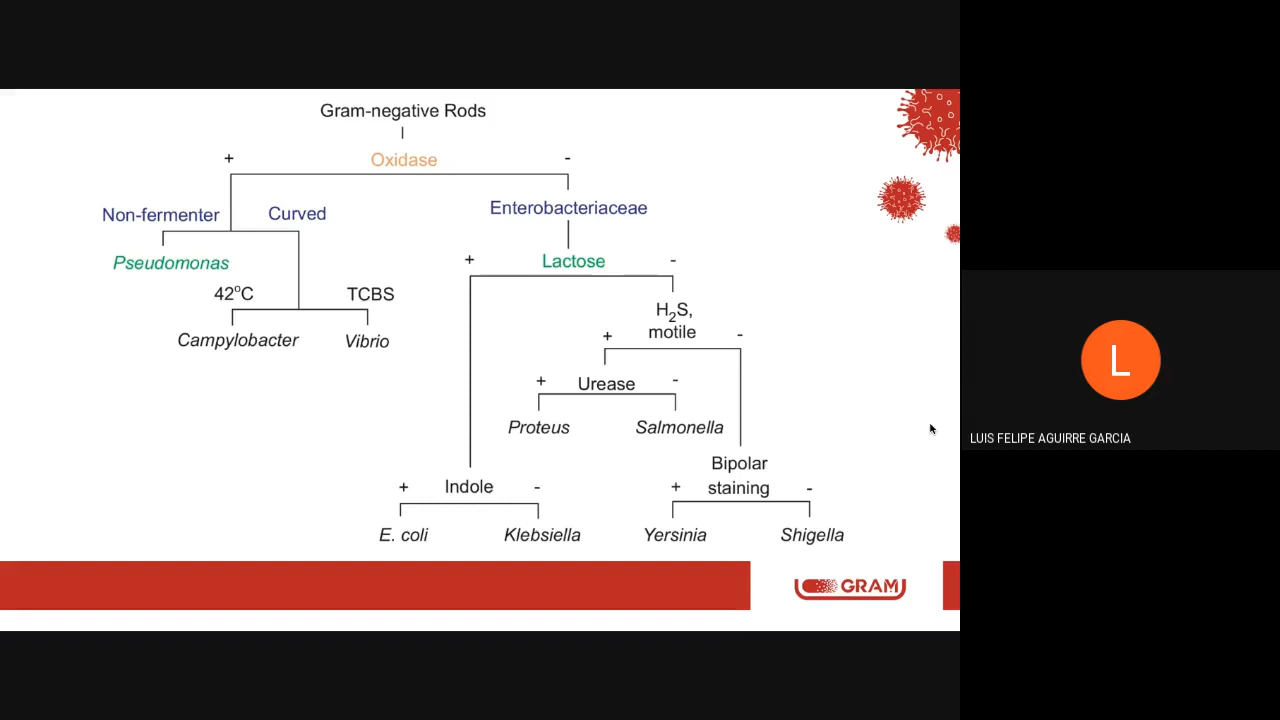 Gram-negative Rods
+ Oxidase -
Non-fermenter Curved Enterobacteriaceae
Pseudomonas + Lactose -
42°C TCBS H2S,
motile
+ -
Campylobacter Vibrio
+ Urease -
Proteus Salmonella
Bipolar
staining
+ Indole - + -
E. coli Klebsiella Yersinia Shigella
GRAM
L
LUIS FELIPE AGUIRRE GARCIA